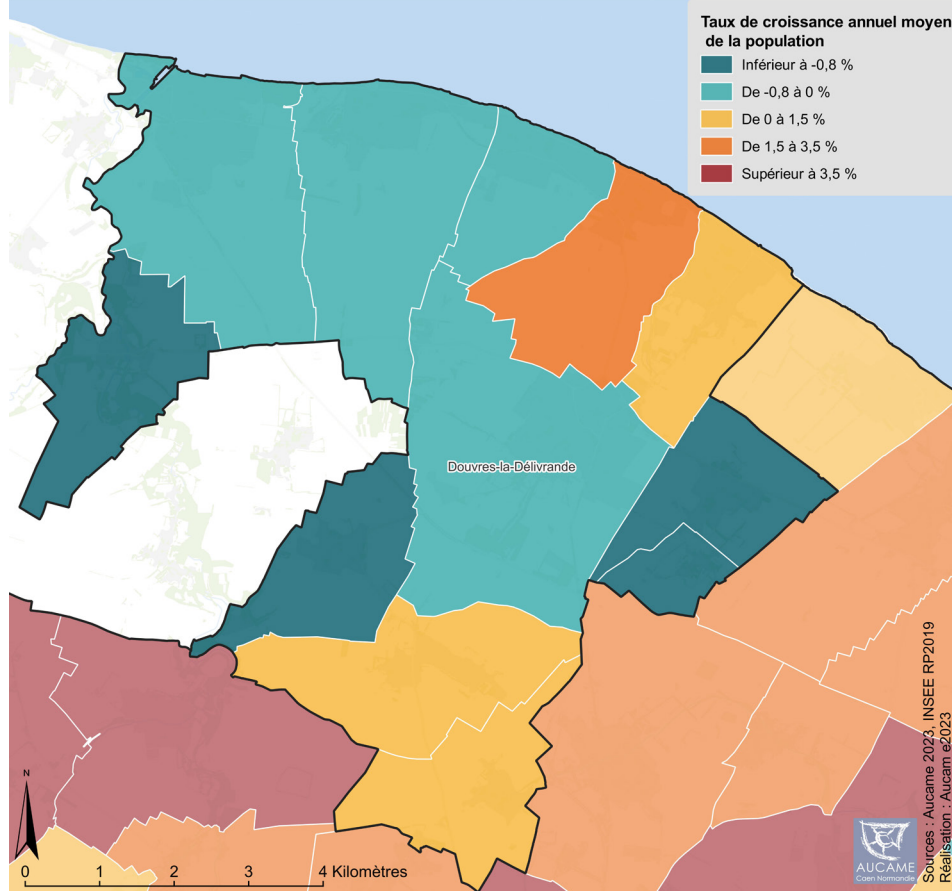 Taux de croissance annuel moyen
de la population
Inférieur à -0,8 %
De -0,8 à 0 %
De 0 à 1,5 %
De 1,5 à 3,5 %
Supérieur à 3,5 %
Douvres-la-Délivrande
N
0 1 2 3 4 Kilomètres
AUCAME
Caen Normandie
Sources : Aucame 2023, INSEE RP2019
Réalisation : Aucam e2023